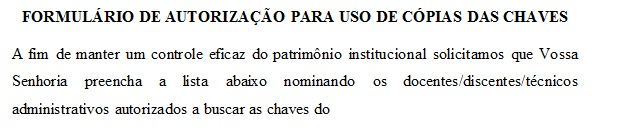 FORMULÁRIO DE AUTORIZAÇÃO PARA USO DE CÓPIAS DAS CHAVES
A fim de manter um controle eficaz do patrimônio institucional solicitamos que Vossa
Senhoria preencha a lista abaixo nominando os docentes/discentes/técnicos
administrativos autorizados a buscar as chaves do